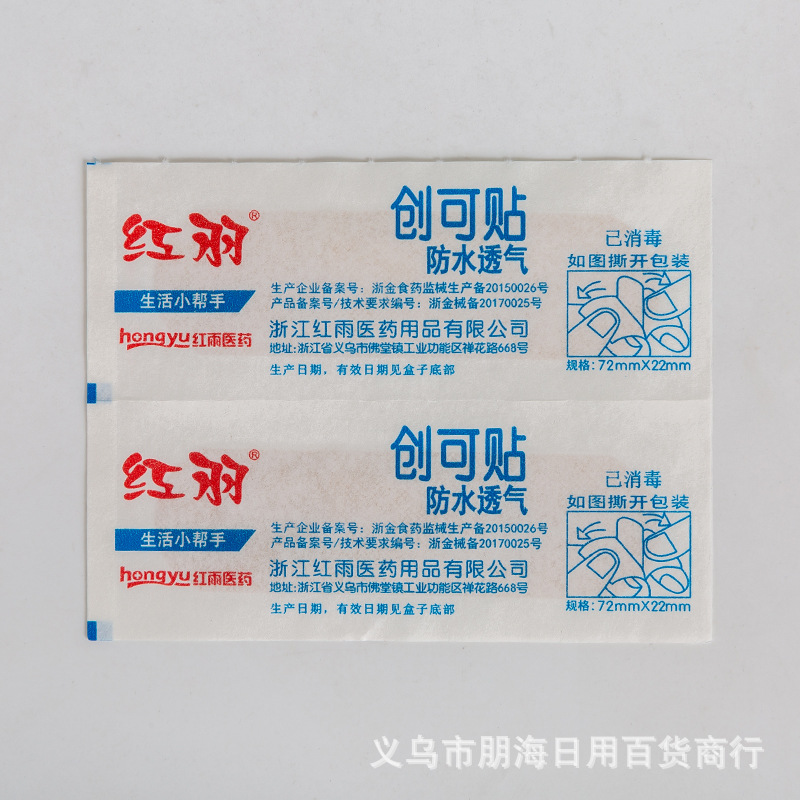 红羽®
生活小帮手
hongyu红雨医药
创可贴
防水透气
生产企业备案号：浙金食药监械生产备20150026号
产品备案号/技术要求编号：浙金械备20170025号
浙江红雨医药用品有限公司
地址:浙江省义乌市佛堂镇工业功能区禅花路668号
生产日期，有效日期见盒子底部
已消毒
如图撕开包装
规格:72mmX22mm
红羽®
生活小帮手
hongyu红雨医药
创可贴
防水透气
生产企业备案号：浙金食药监械生产备20150026号
产品备案号/技术要求编号：浙金械备20170025号
浙江红雨医药用品有限公司
地址:浙江省义乌市佛堂镇工业功能区禅花路668号
生产日期，有效日期见盒子底部
已消毒
如图撕开包装
规格:72mmX22mm
义乌市朋海日用百货商行